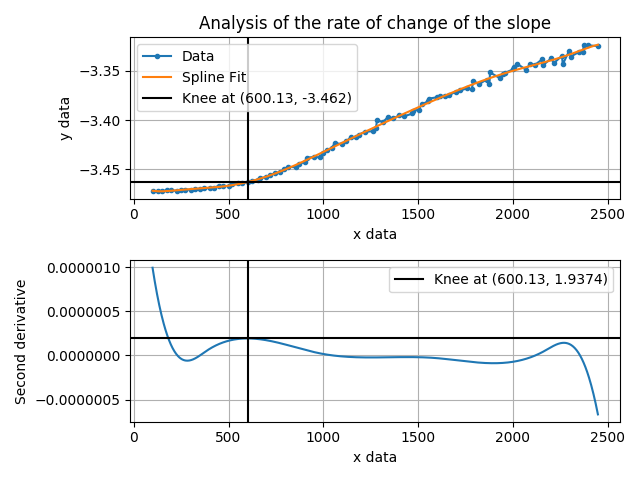 Analysis of the rate of change of the slope
Data
Spline Fit
Knee at (600.13, -3.462)
y data
−3.35
−3.40
−3.45
0 500 1000 1500 2000 2500
x data
Knee at (600.13, 1.9374)
Second derivative
0.0000010
0.0000005
0.0000000
−0.0000005
0 500 1000 1500 2000 2500
x data